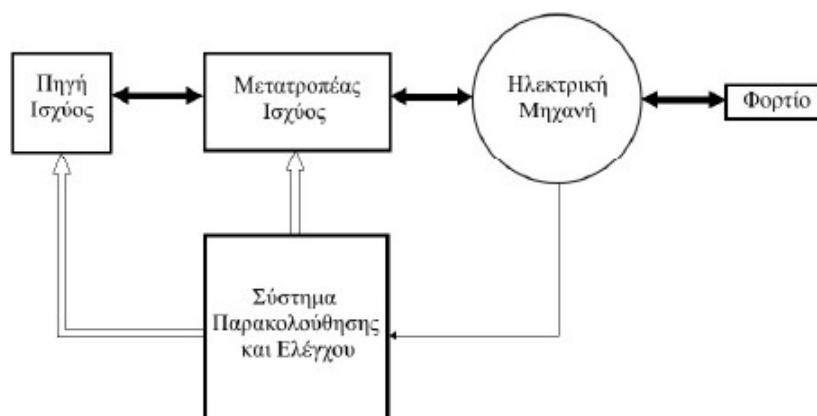 Πηγή
Ισχύος
Μετατροπέας
Ισχύος
Ηλεκτρική
Μηχανή
Φορτίο
Σύστημα
Παρακολούθησης
και Ελέγχου